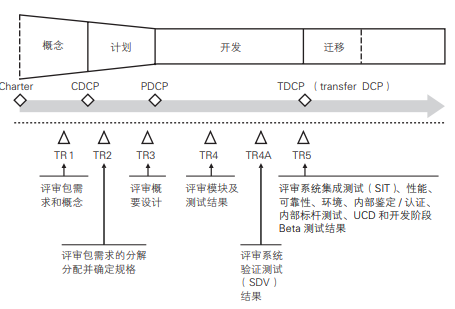 概念
计划
开发
迁移
Charter
CDCP
PDCP
TDCP（transfer DCP）
TR1
TR2
TR3
TR4
TR4A
TR5
评审包需
求和概念
评审概
要设计
评审模块及
测试结果
评审系统集成测试（SIT）、性能、
可靠性、环境、内部鉴定/认证、
内部标杆测试、UCD 和开发阶段
Beta 测试结果
评审包需求的分解
分配并确定规格
评审系统
验证测试
（SDV）
结果